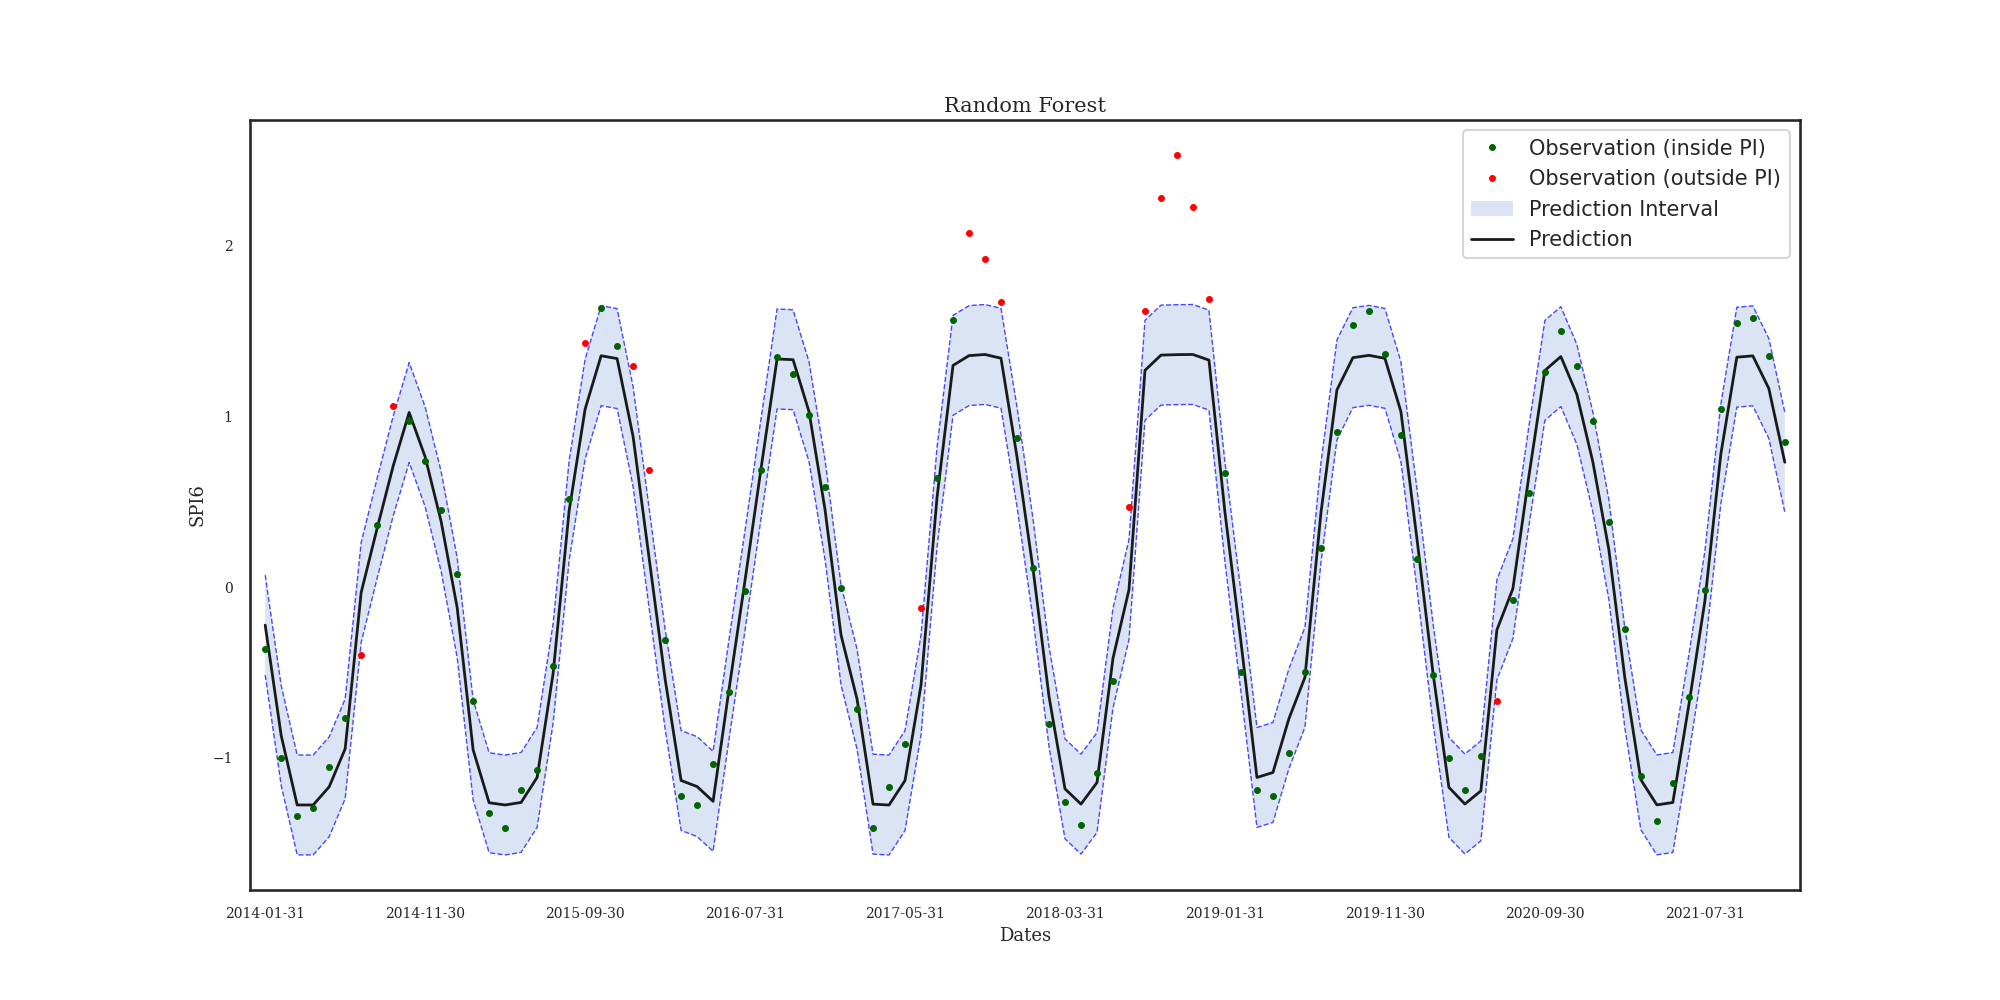 Random Forest
Observation (inside PI)
Observation (outside PI)
Prediction Interval
Prediction
2
1
0
−1
SPI6
2014-01-31 2014-11-30 2015-09-30 2016-07-31 2017-05-31 2018-03-31 2019-01-31 2019-11-30 2020-09-30 2021-07-31
Dates